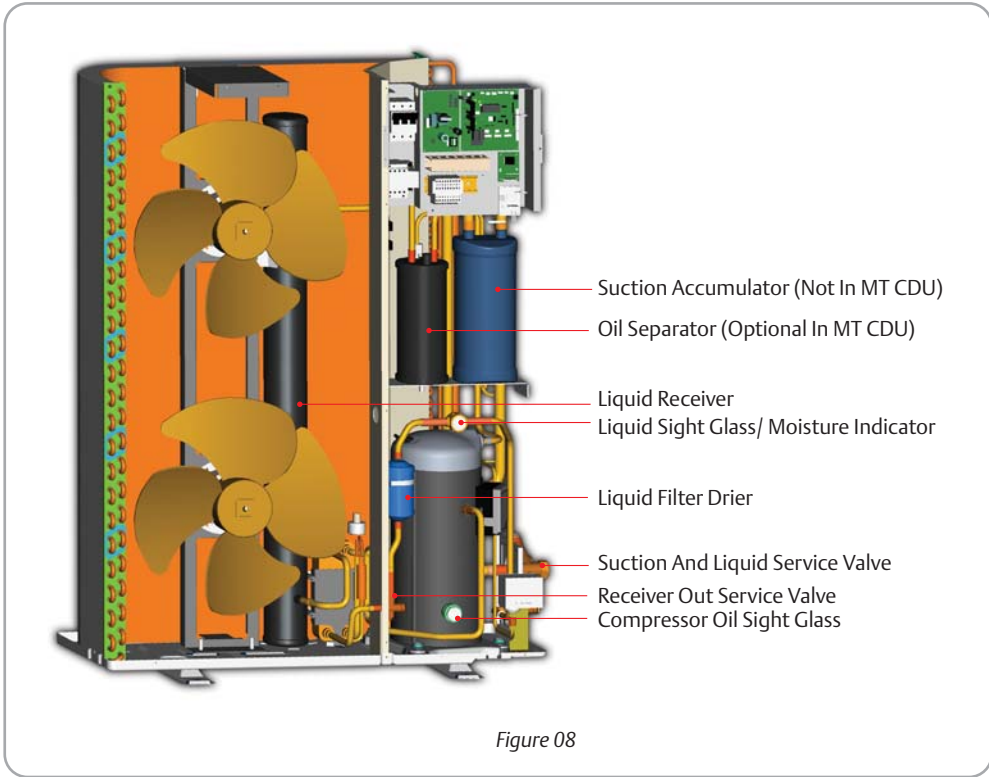 Suction Accumulator (Not In MT CDU)
Oil Separator (Optional In MT CDU)
Liquid Receiver
Liquid Sight Glass/ Moisture Indicator
Liquid Filter Drier
Suction And Liquid Service Valve
Receiver Out Service Valve
Compressor Oil Sight Glass
Figure 08